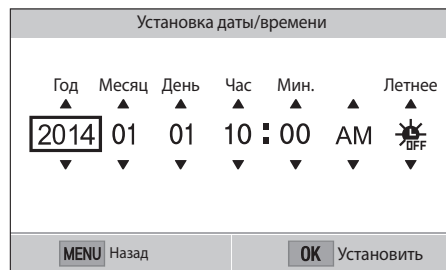 Установка даты/времени
Год Месяц День Час Мин. Летнее
2014 01 01 10 : 00 AM OFF
MENU Назад OK Установить